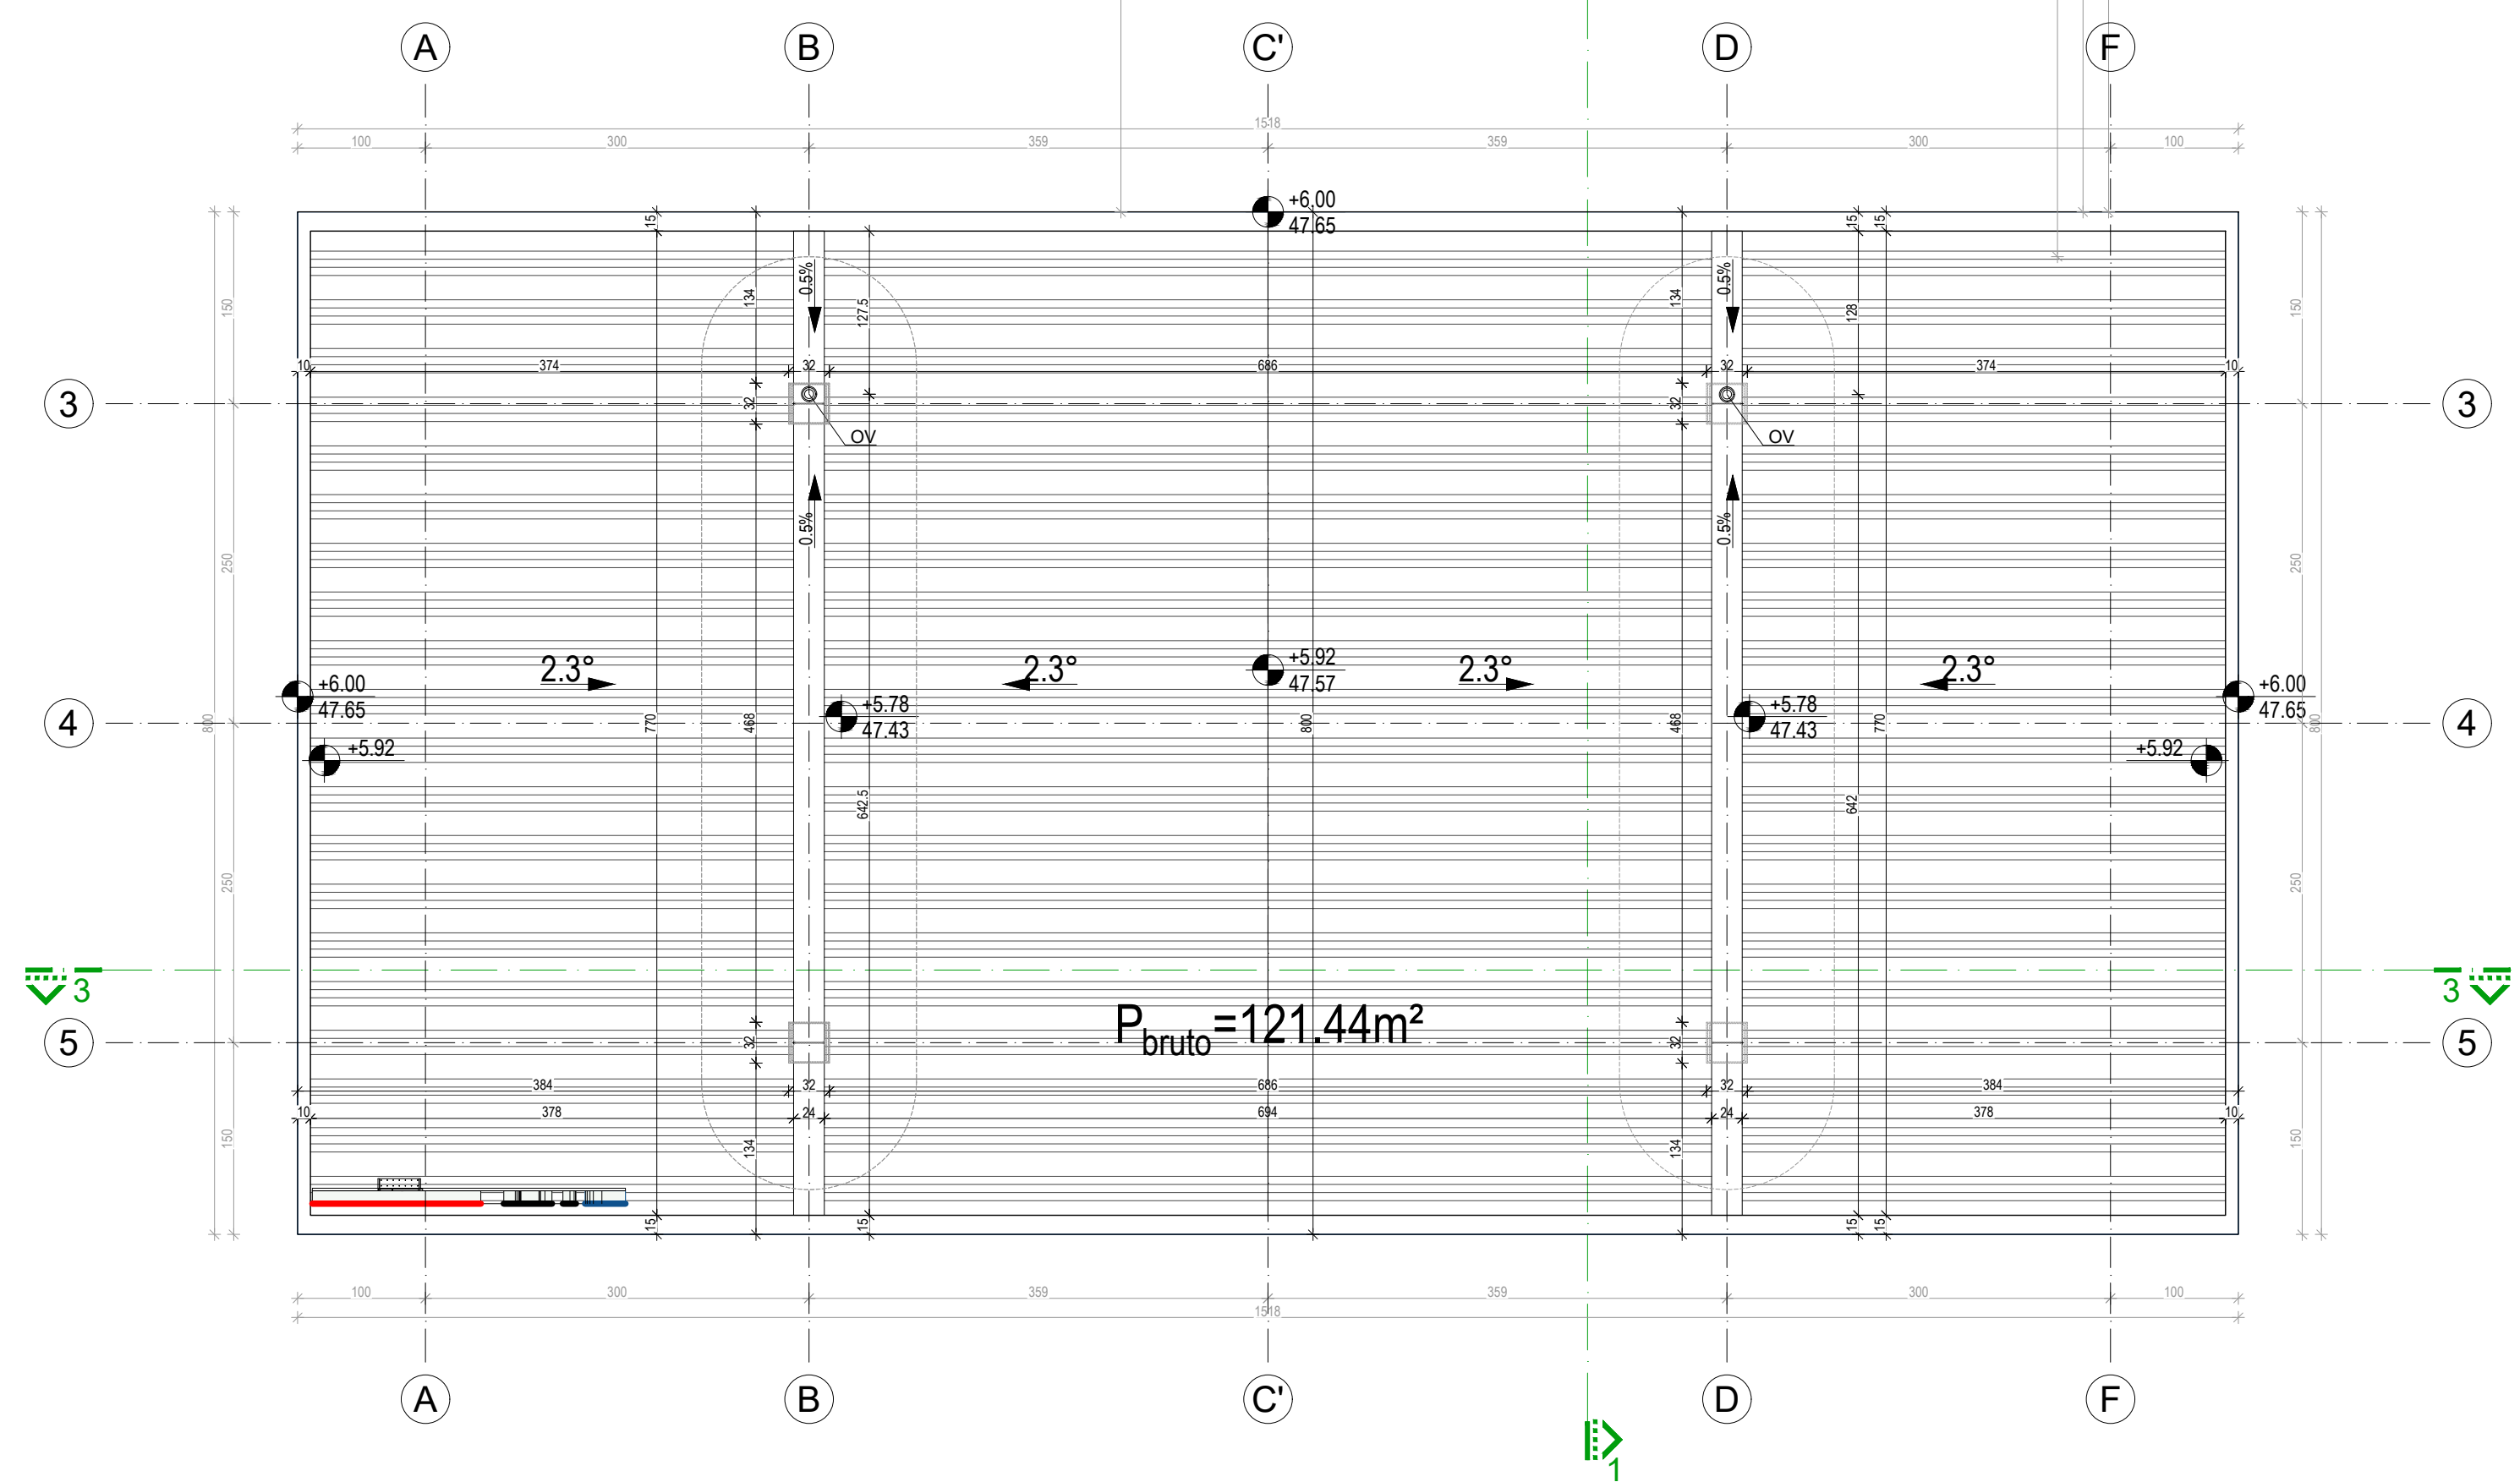 A B C' D F
1518
100 300 359 359 300 100
+6.00
47.65
15 15 15
0.5% 0.5%
150 134 127.5 134 128 150
10 374 32 686 32 374 10
3 32 32 3
OV OV
0.5% 0.5%
250 250
2.3° 2.3° +5.92 2.3° 2.3°
47.57
+6.00 +6.00
47.65 47.65
+5.78 +5.78
47.43 47.43
4 800 770 468 800 468 770 800 4
+5.92 +5.92
642.5 642
250 250
3 3
Pbruto=121.44m²
5 32 32 5
384 32 686 32 384
10 378 24 694 24 378 10
150 134 134 150
15 15 15 15
100 300 359 359 300 100
1518
A B C' D F
1